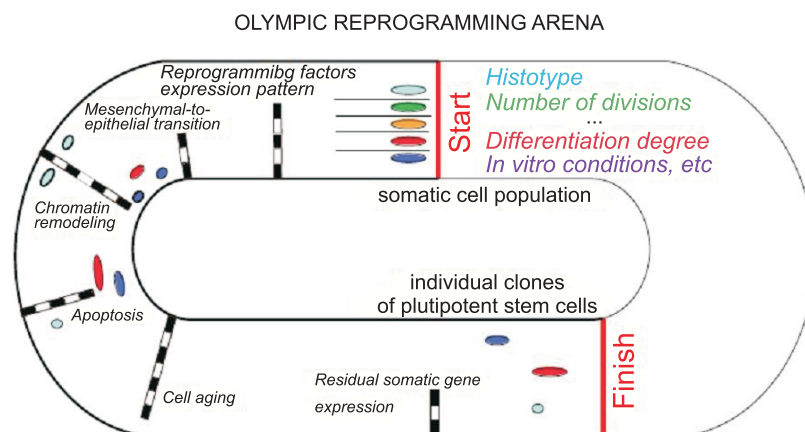 OLYMPIC REPROGRAMMING ARENA
Reprogrammibg factors
expression pattern
Mesenchymal-to-
epithelial transition
Start
Histotype
Number of divisions
...
Differentiation degree
In vitro conditions, etc
somatic cell population
Chromatin
remodeling
individual clones
of plutipotent stem cells
Apoptosis
Cell aging
Residual somatic gene
expression
Finish